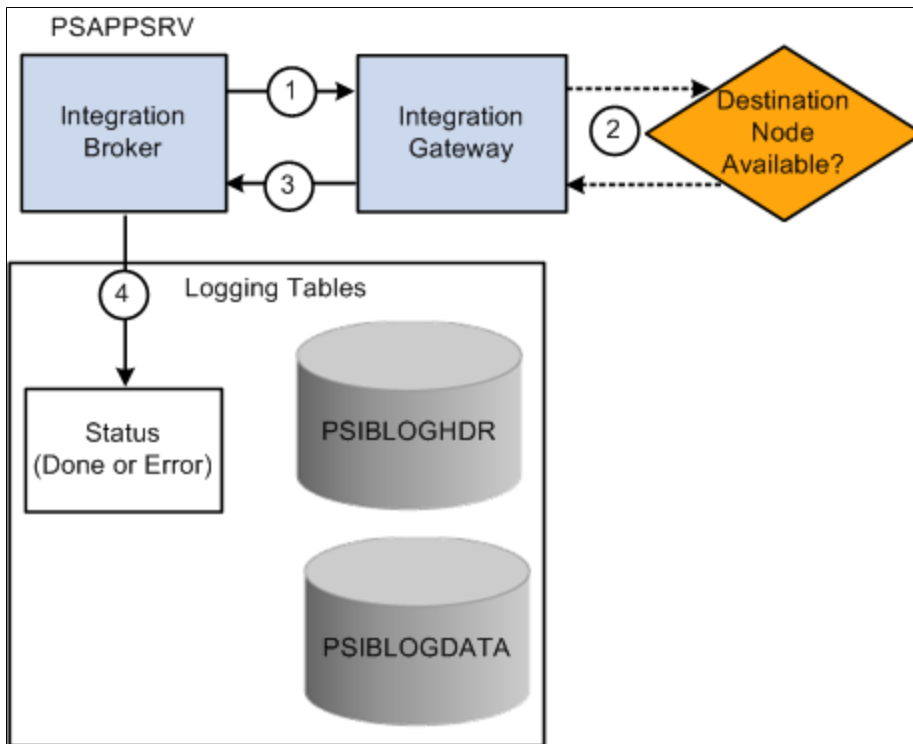 PSAPPSRV
Integration
Broker
1
Integration
Gateway
2
Destination
Node
Available?
3
4
Logging Tables
Status
(Done or Error)
PSIBLOGHDR
PSIBLOGDATA